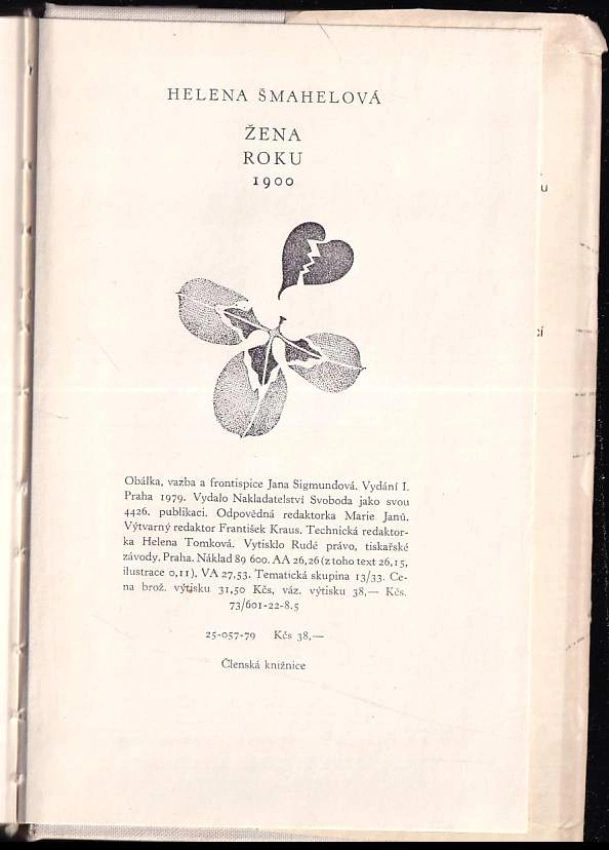 HELENA ŠMAHELOVÁ
ŽENA
ROKU
1900
Obálka, vazba a frontispice Jana Sigmundová. Vydání I.
Praha 1979. Vydalo Nakladatelství Svoboda jako svou
4426. publikaci. Odpovědná redaktorka Marie Janů.
Výtvarný redaktor František Kraus. Technická redaktor-
ka Helena Tomková. Vytisklo Rudé právo, tiskařské
závody, Praha. Náklad 89 600. AA 26,26 (z toho text 26,15,
ilustrace 0,11). VA 27,53. Tematická skupina 13/33. Ce-
na brož. výtisku 31,50 Kčs, váz. výtisku 38,— Kčs.
73/601-22-8.5
25-057-79 Kčs 38,—
Členská knižnice